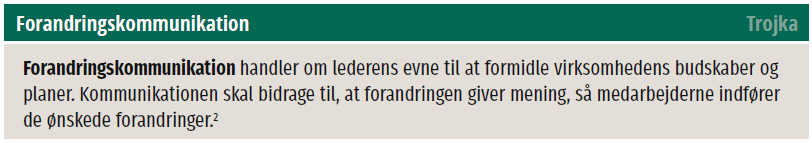 Forandringskommunikation Trojka
Forandringskommunikation handler om lederens evne til at formidle virksomhedens budskaber og
planer. Kommunikationen skal bidrage til, at forandringen giver mening, så medarbejderne indfører
de ønskede forandringer.²